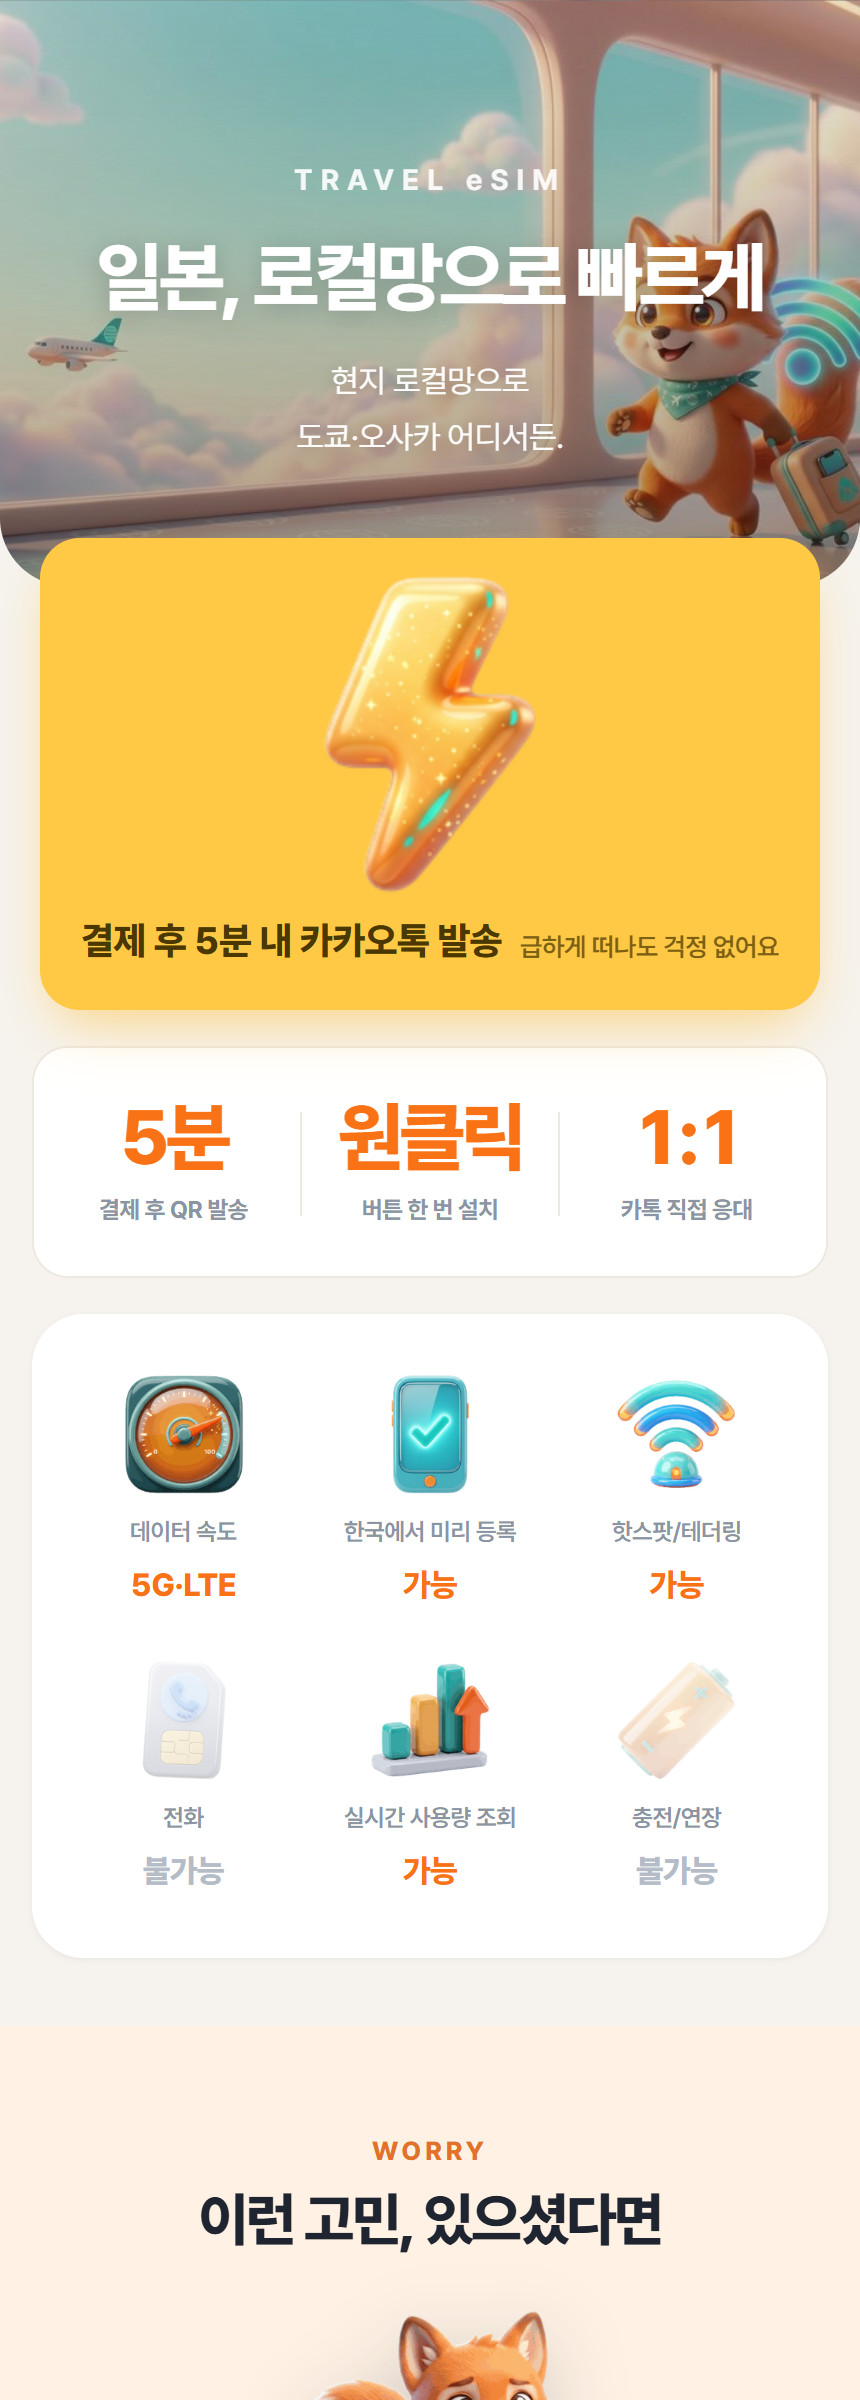 TRAVEL eSIM
일본, 로컬망으로 빠르게
현지 로컬망으로
도쿄·오사카 어디서든.
결제 후 5분 내 카카오톡 발송 급하게 떠나도 걱정 없어요
5분
결제 후 QR 발송
원클릭
버튼 한 번 설치
1:1
카톡 직접 응대
0 100
데이터 속도
5G·LTE
한국에서 미리 등록
가능
핫스팟/테더링
가능
전화
불가능
실시간 사용량 조회
가능
충전/연장
불가능
WORRY
이런 고민, 있으셨다면